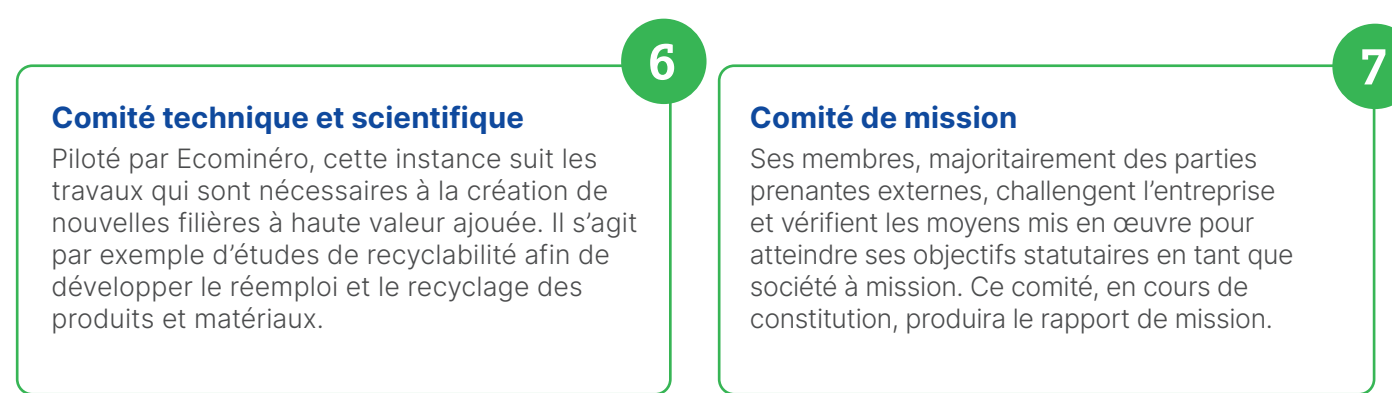 6
Comité technique et scientifique
Piloté par Ecominéro, cette instance suit les
travaux qui sont nécessaires à la création de
nouvelles filières à haute valeur ajouée. Il s’agit
par exemple d’études de recyclabilité afin de
développer le réemploi et le recyclage des
produits et matériaux.
7
Comité de mission
Ses membres, majoritairement des parties
prenantes externes, challengent l’entreprise
et vérifient les moyens mis en œuvre pour
atteindre ses objectifs statutaires en tant que
société à mission. Ce comité, en cours de
constitution, produira le rapport de mission.